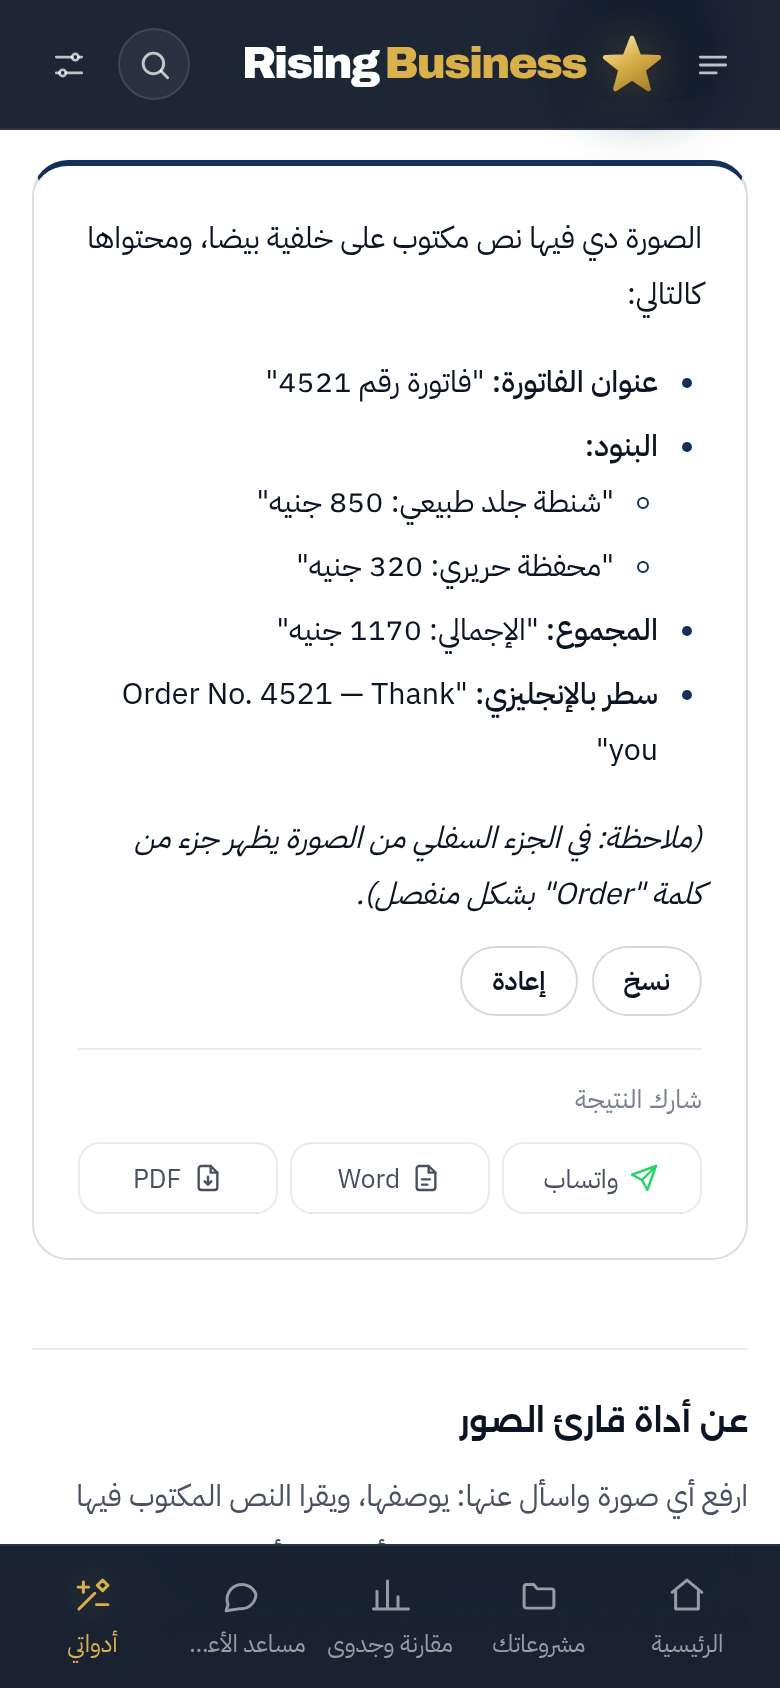 Rising Business
الصورة دي فيها نص مكتوب على خلفية بيضا، ومحتواها
كالتالي:
• عنوان الفاتورة: "فاتورة رقم 4521"
• البنود:
○ "شنطة جلد طبيعي: 850 جنيه"
○ "محفظة حريري: 320 جنيه"
• المجموع: "الإجمالي: 1170 جنيه"
• سطر بالإنجليزي: "Order No. 4521 — Thank
you"
(ملاحظة: في الجزء السفلي من الصورة يظهر جزء من
كلمة "Order" بشكل منفصل).
نسخ
إعادة
شارك النتيجة
واتساب
Word
PDF
عن أداة قارئ الصور
ارفع أي صورة واسأل عنها: يوصفها، ويقرا النص المكتوب فيها
الرئيسية
مشروعاتك
مقارنة وجدوى
مساعد الأع...
أدواتي